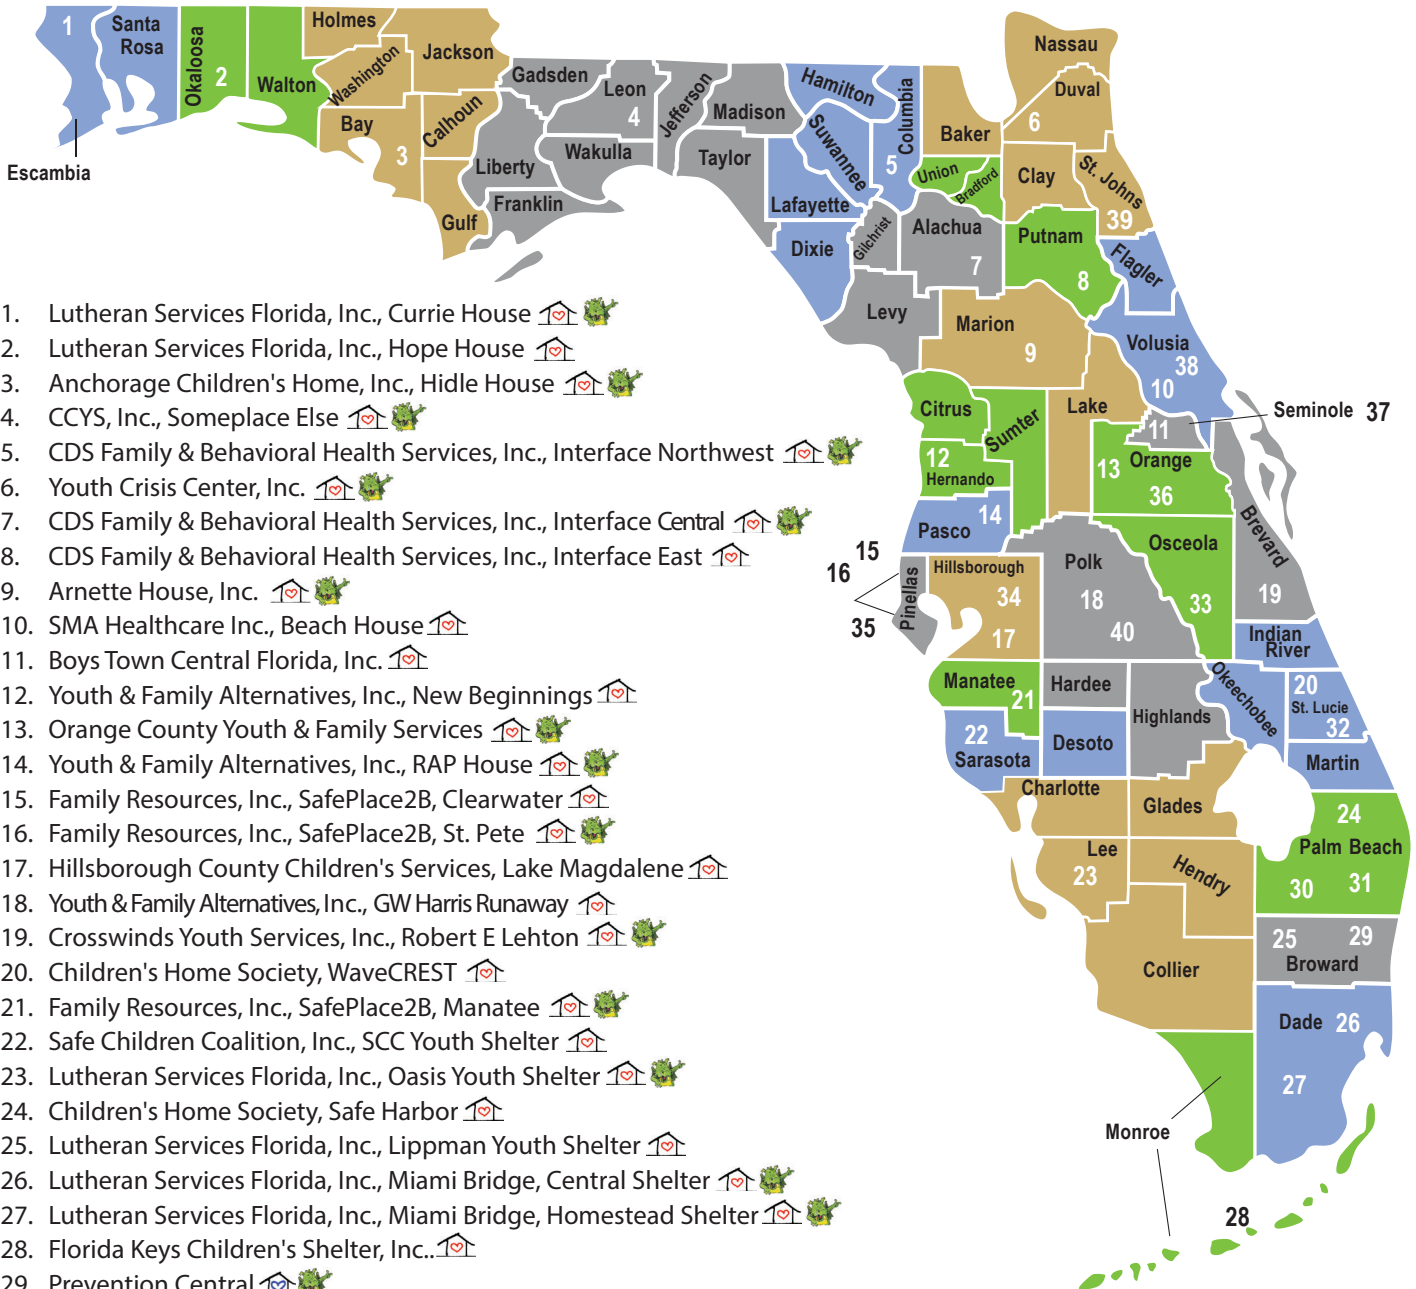 1
Santa
Rosa
Okaloosa
2
Walton
Holmes
Washington
Jackson
Bay
3
Calhoun
Gulf
Gadsden
Liberty
Franklin
Leon
4
Wakulla
Jefferson
Madison
Taylor
Hamilton
Suwannee
Lafayette
Dixie
Columbia
5
Baker
Nassau
Duval
6
Union
Bradford
Clay
St. Johns
39
Gilchrist
Alachua
7
Putnam
8
Flagler
Levy
Marion
9
Volusia
38
10
Escambia
Citrus
Sumter
Lake
11
Seminole 37
12
Hernando
13
Orange
36
Pasco
14
Osceola
33
Brevard
19
15
16
35
Pinellas
Hillsborough
34
17
Polk
18
40
Indian
River
Manatee
21
Hardee
Highlands
Okeechobee
20
St. Lucie
32
22
Sarasota
Desoto
Martin
Charlotte
Glades
24
Palm Beach
30
31
Lee
23
Hendry
Collier
25
29
Broward
Dade 26
27
Monroe
28
1. Lutheran Services Florida, Inc., Currie House
2. Lutheran Services Florida, Inc., Hope House
3. Anchorage Children's Home, Inc., Hidle House
4. CCYS, Inc., Someplace Else
5. CDS Family & Behavioral Health Services, Inc., Interface Northwest
6. Youth Crisis Center, Inc.
7. CDS Family & Behavioral Health Services, Inc., Interface Central
8. CDS Family & Behavioral Health Services, Inc., Interface East
9. Arnette House, Inc.
10. SMA Healthcare Inc., Beach House
11. Boys Town Central Florida, Inc.
12. Youth & Family Alternatives, Inc., New Beginnings
13. Orange County Youth & Family Services
14. Youth & Family Alternatives, Inc., RAP House
15. Family Resources, Inc., SafePlace2B, Clearwater
16. Family Resources, Inc., SafePlace2B, St. Pete
17. Hillsborough County Children's Services, Lake Magdalene
18. Youth & Family Alternatives, Inc., GW Harris Runaway
19. Crosswinds Youth Services, Inc., Robert E Lehton
20. Children's Home Society, WaveCREST
21. Family Resources, Inc., SafePlace2B, Manatee
22. Safe Children Coalition, Inc., SCC Youth Shelter
23. Lutheran Services Florida, Inc., Oasis Youth Shelter
24. Children's Home Society, Safe Harbor
25. Lutheran Services Florida, Inc., Lippman Youth Shelter
26. Lutheran Services Florida, Inc., Miami Bridge, Central Shelter
27. Lutheran Services Florida, Inc., Miami Bridge, Homestead Shelter
28. Florida Keys Children's Shelter, Inc..
29. Prevention Central